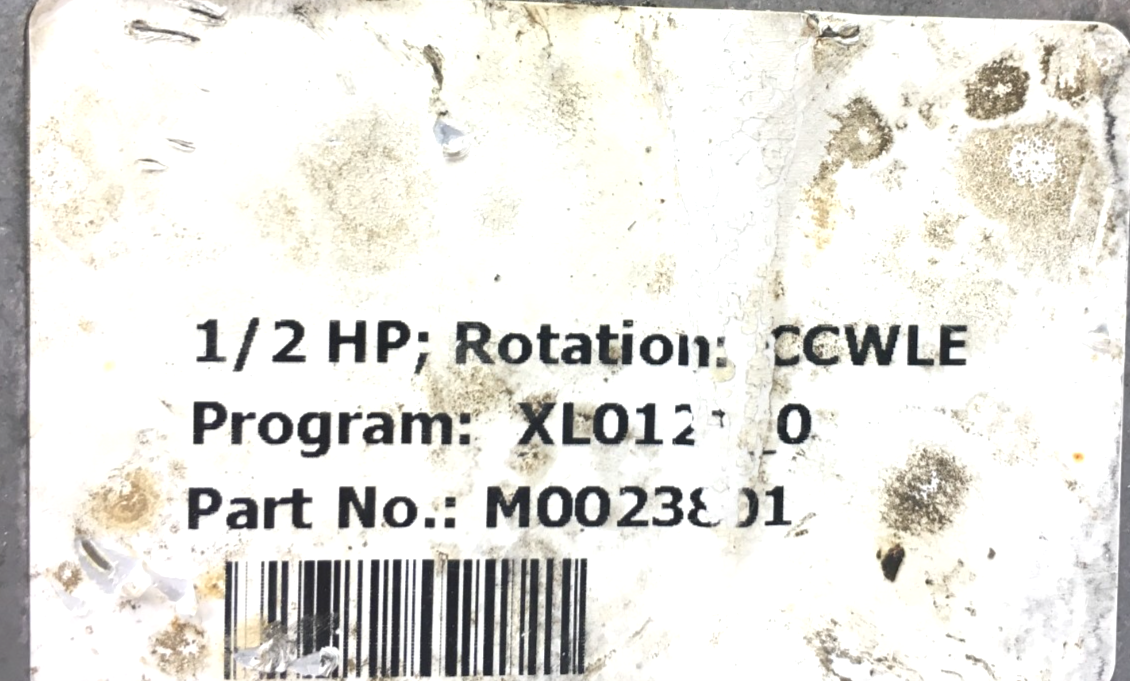 1/2 HP; Rotation: CCWLE
Program:
Part No.: